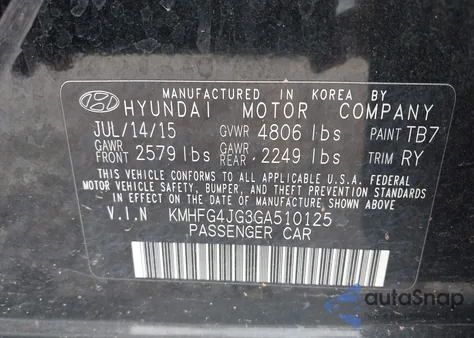 MANUFACTURED IN KOREA BY
HYUNDAI MOTOR COMPANY
JUL/14/15 GVWR 4806 lbs PAINT TB7
GAWR FRONT 2579 lbs GAWR REAR 2249 lbs TRIM RY
THIS VEHICLE CONFORMS TO ALL APPLICABLE U.S.A. FEDERAL
MOTOR VEHICLE SAFETY, BUMPER, AND THEFT PREVENTION
STANDARDS IN EFFECT ON THE DATE OF
MANUFACTURE SHOWN ABOVE.
V.I.N KMHFG4JG3GA510125
PASSENGER CAR
autoSnap